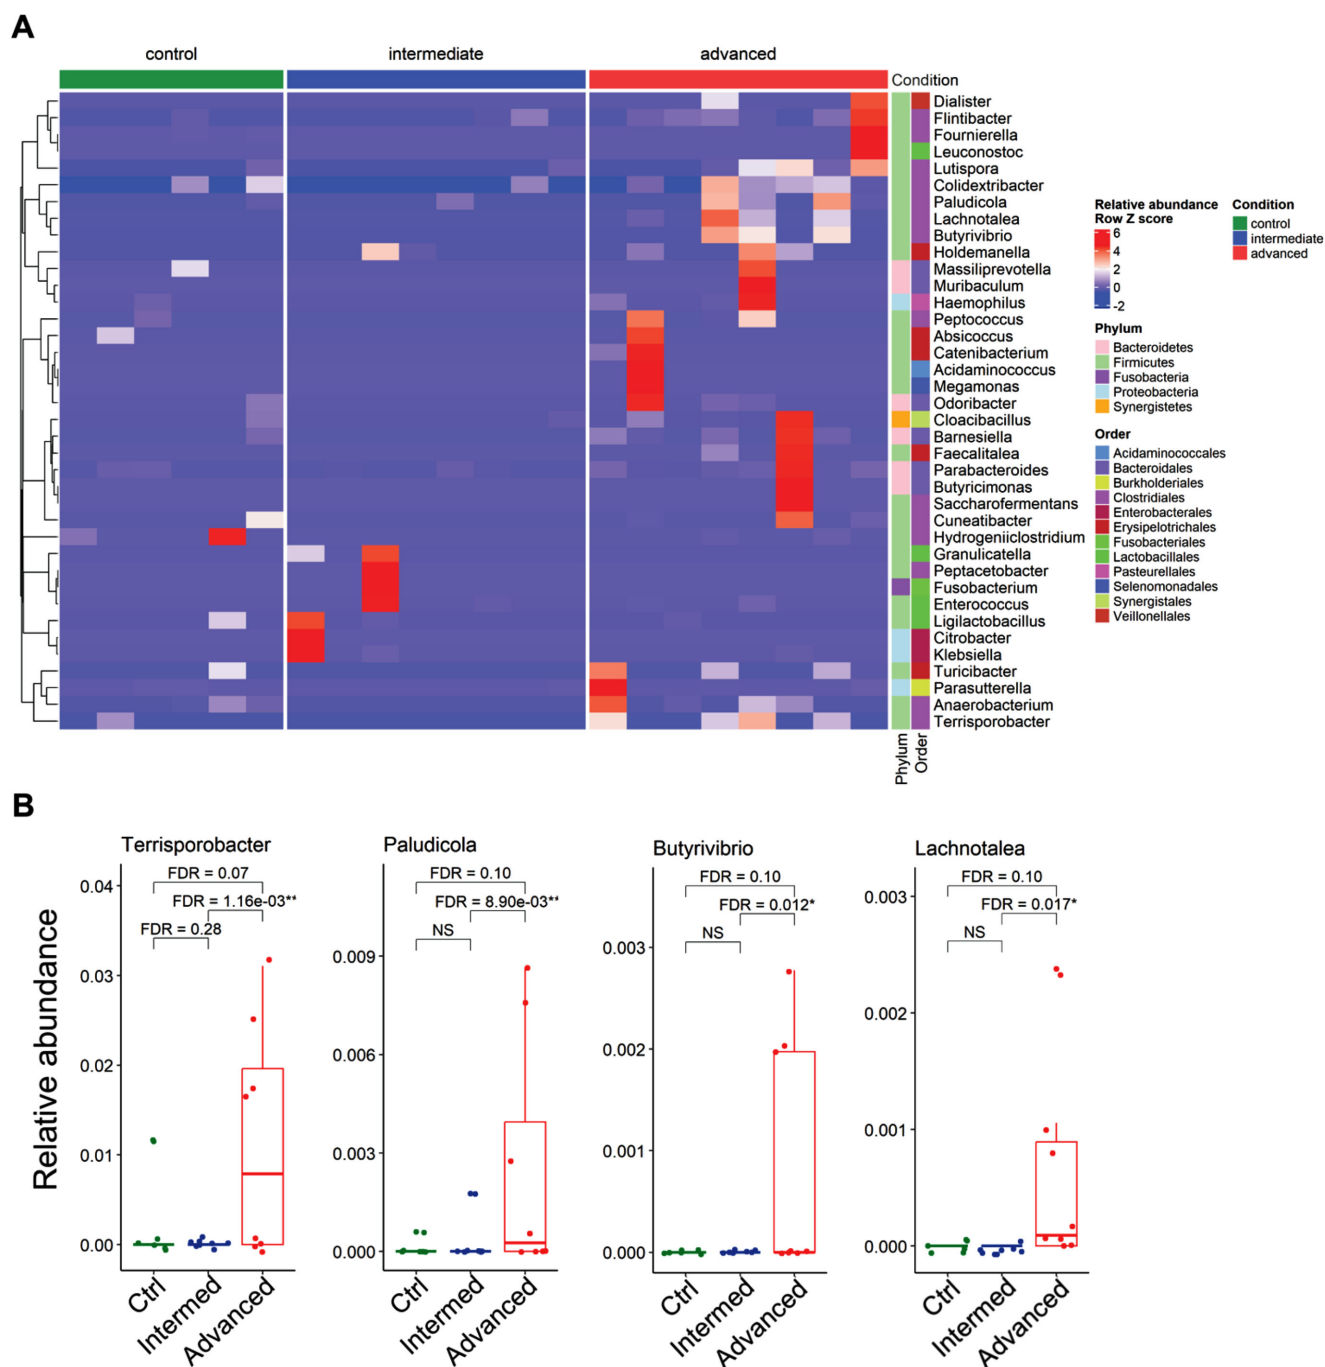 A
control intermediate advanced
Condition
Dialister
Flintibacter
Fournierella
Leuconostoc
Lutispora
Colidextribacter
Paludicola
Lachnotalea
Butyrivibrio
Holdemanella
Massiliprevotella
Muribaculum
Haemophilus
Peptococcus
Absicoccus
Catenibacterium
Acidaminococcus
Megamonas
Odoribacter
Cloacibacillus
Barnesiella
Faecalitalea
Parabacteroides
Butyricimonas
Saccharofermentans
Cuneatibacter
Hydrogeniiclostridium
Granulicatella
Peptacetobacter
Fusobacterium
Enterococcus
Ligilactobacillus
Citrobacter
Klebsiella
Turicibacter
Parasutterella
Anaerobacterium
Terrisporobacter
Phylum
Order
Relative abundance
Row Z score
6
4
2
0
-2
Condition
control
intermediate
advanced
Phylum
Bacteroidetes
Firmicutes
Fusobacteria
Proteobacteria
Synergistetes
Order
Acidaminococcales
Bacteroidales
Burkholderiales
Clostridiales
Enterobacterales
Erysipelotrichales
Fusobacteriales
Lactobacillales
Pasteurellales
Selenomonadales
Synergistales
Veillonellales
B
Relative abundance
Terrisporobacter
FDR = 0.07
FDR = 1.16e-03**
FDR = 0.28
0.04
0.03
0.02
0.01
0.00
Ctrl
Intermed
Advanced
Paludicola
FDR = 0.10
FDR = 8.90e-03**
NS
0.009
0.006
0.003
0.000
Ctrl
Intermed
Advanced
Butyrivibrio
FDR = 0.10
FDR = 0.012*
NS
0.003
0.002
0.001
0.000
Ctrl
Intermed
Advanced
Lachnotalea
FDR = 0.10
FDR = 0.017*
NS
0.003
0.002
0.001
0.000
Ctrl
Intermed
Advanced